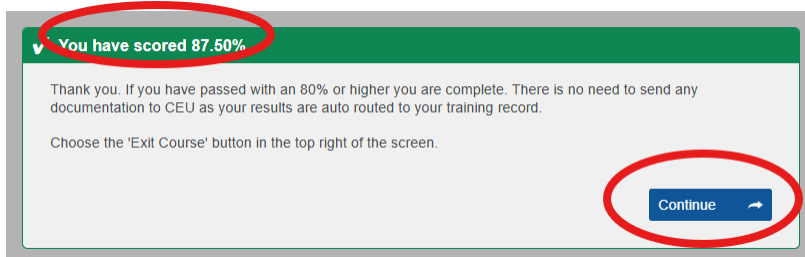 You have scored 87.50%
Thank you. If you have passed with an 80% or higher you are complete. There is no need to send any
documentation to CEU as your results are auto routed to your training record.
Choose the 'Exit Course' button in the top right of the screen.
Continue